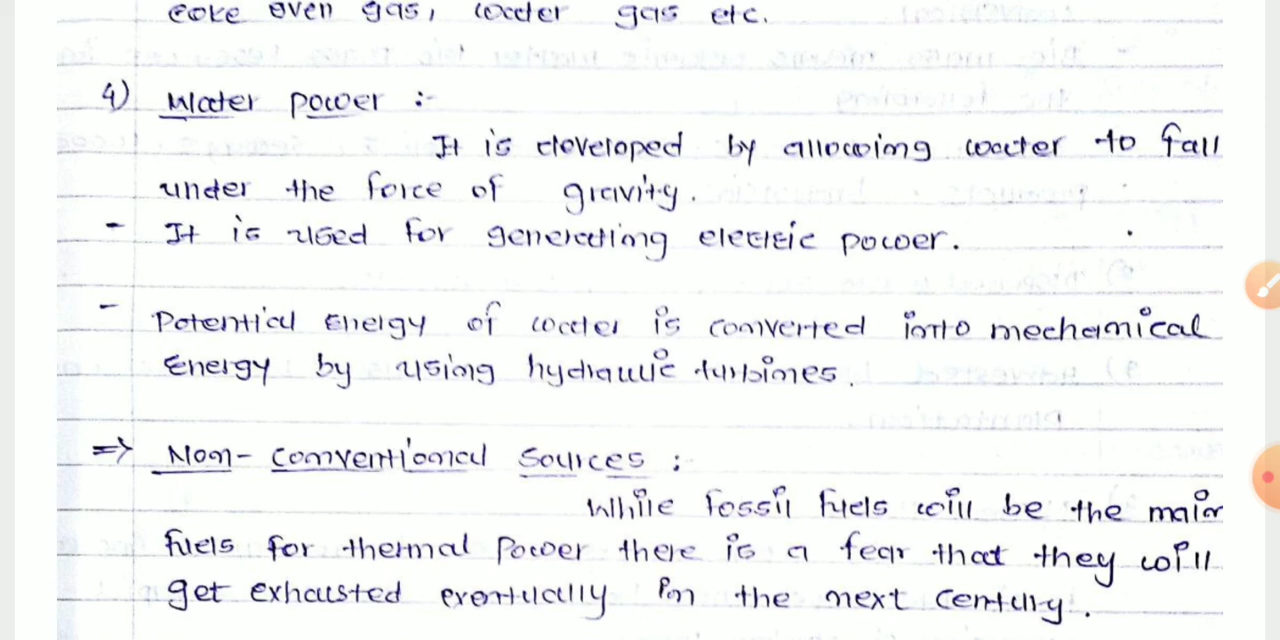 coke oven gas, water gas etc.
4) Water power :-
It is developed by allowing water to fall
under the force of gravity.
- It is used for generating electric power.
- Potential Energy of water is converted into mechanical
Energy by using hydraulic turbines.
=> Non-conventional sources :-
While fossil fuels will be the major
fuels for thermal power there is a fear that they will
get exhausted eventually in the next century.